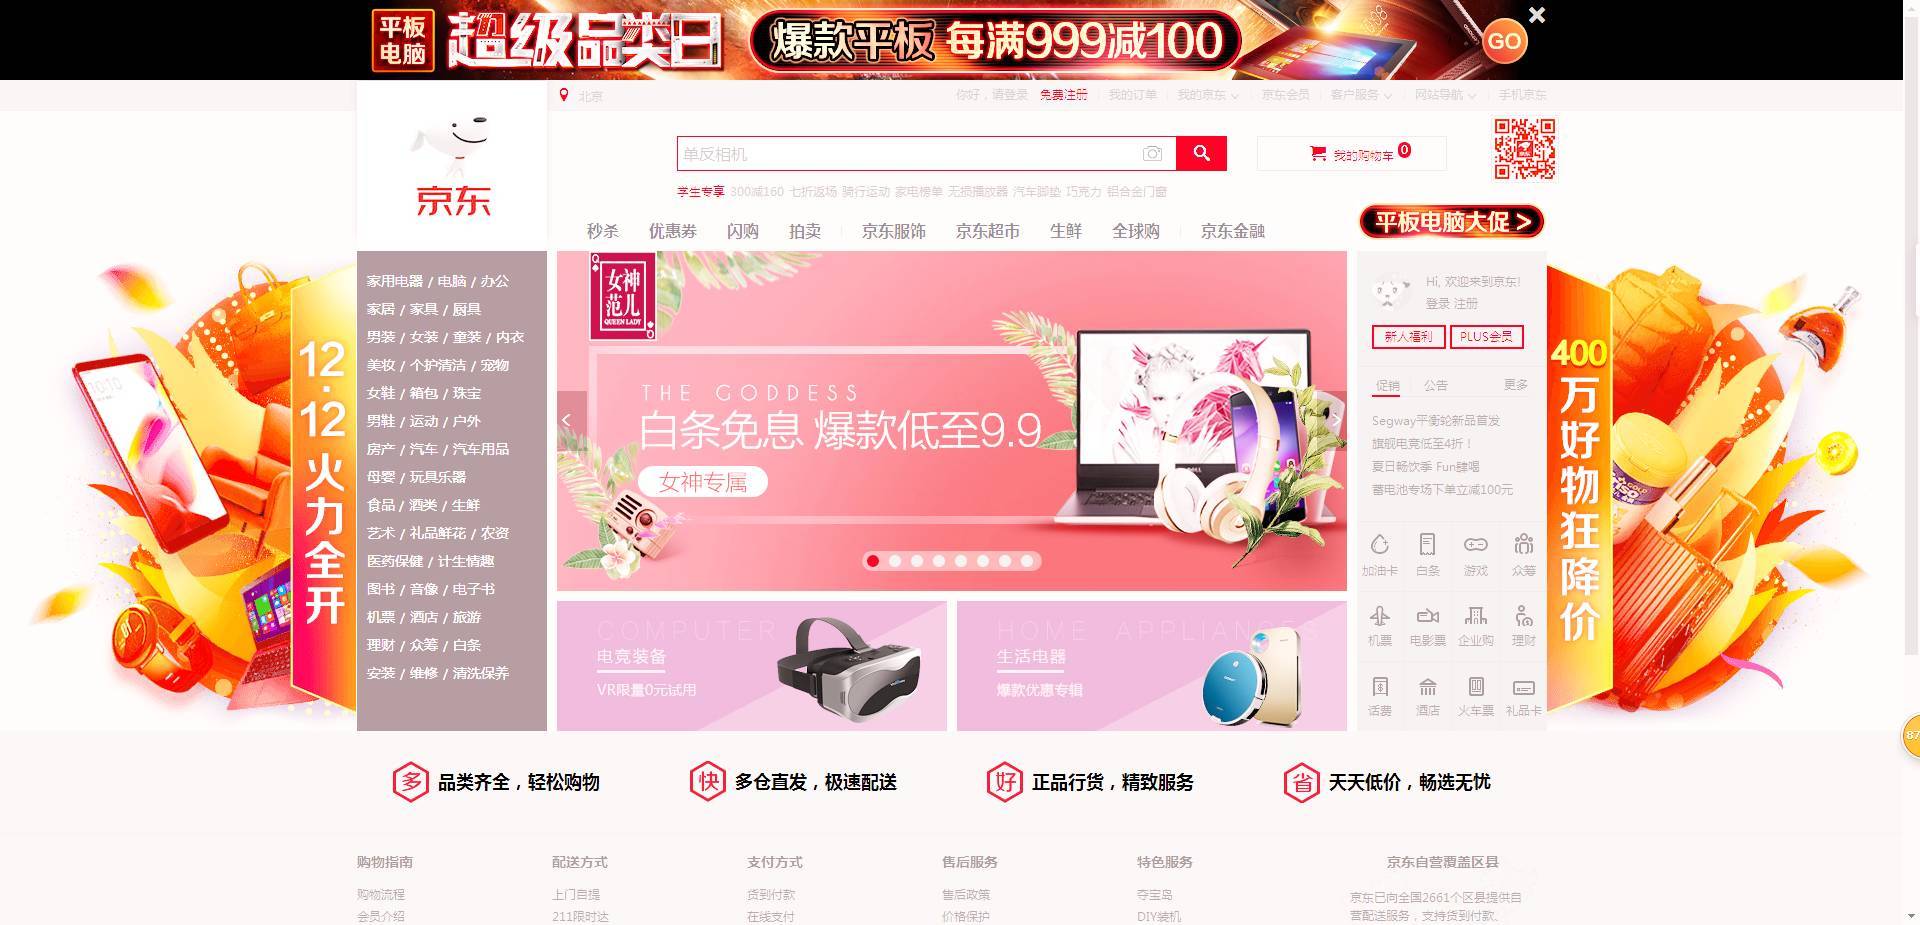 平板
电脑
超级品类日
爆款平板 每满999减100
GO
北京
你好，请登录 免费注册 我的订单 我的京东 京东会员 客户服务 网站导航 手机京东
京东
单反相机
我的购物车 0
学生专享 300减160 七折返场 骑行运动 家电榜单 无损播放器 汽车脚垫 巧克力 铝合金门窗
秒杀 优惠券 闪购 拍卖 京东服饰 京东超市 生鲜 全球购 京东金融
平板电脑大促 >
12·12火力全开
家用电器 / 电脑 / 办公
家居 / 家具 / 厨具
男装 / 女装 / 童装 / 内衣
美妆 / 个护清洁 / 宠物
女鞋 / 箱包 / 珠宝
男鞋 / 运动 / 户外
房产 / 汽车 / 汽车用品
母婴 / 玩具乐器
食品 / 酒类 / 生鲜
艺术 / 礼品鲜花 / 农资
医药保健 / 计生情趣
图书 / 音像 / 电子书
机票 / 酒店 / 旅游
理财 / 众筹 / 白条
安装 / 维修 / 清洗保养
Q
女神
范儿
QUEEN LADY
THE GODDESS
白条免息 爆款低至9.9
女神专属
DELL
COMPUTER
电竞装备
VR限量0元试用
HOME APPLIANCES
生活电器
爆款优惠专辑
Hi, 欢迎来到京东!
登录 注册
新人福利 PLUS会员
促销 公告 更多
Segway平衡轮新品首发
旗舰电竞低至4折！
夏日畅饮季 Fun肆喝
蓄电池专场下单立减100元
加油卡 白条 游戏 众筹
机票 电影票 企业购 理财
话费 酒店 火车票 礼品卡
400万好物狂降价
87
多 品类齐全，轻松购物
快 多仓直发，极速配送
好 正品行货，精致服务
省 天天低价，畅选无忧
购物指南 配送方式 支付方式 售后服务 特色服务 京东自营覆盖区县
购物流程 上门自提 货到付款 售后政策 夺宝岛
会员介绍 211限时达 在线支付 价格保护 DIY装机
京东已向全国2661个区县提供自
营配送服务，支持货到付款、